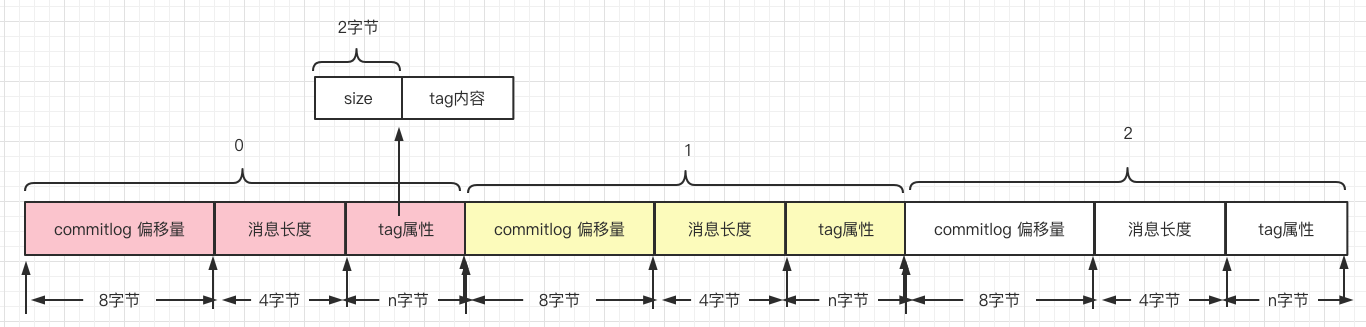 2字节
size tag内容
0 1 2
commitlog 偏移量 消息长度 tag属性 commitlog 偏移量 消息长度 tag属性 commitlog 偏移量 消息长度 tag属性
8字节 4字节 n字节 8字节 4字节 n字节 8字节 4字节 n字节